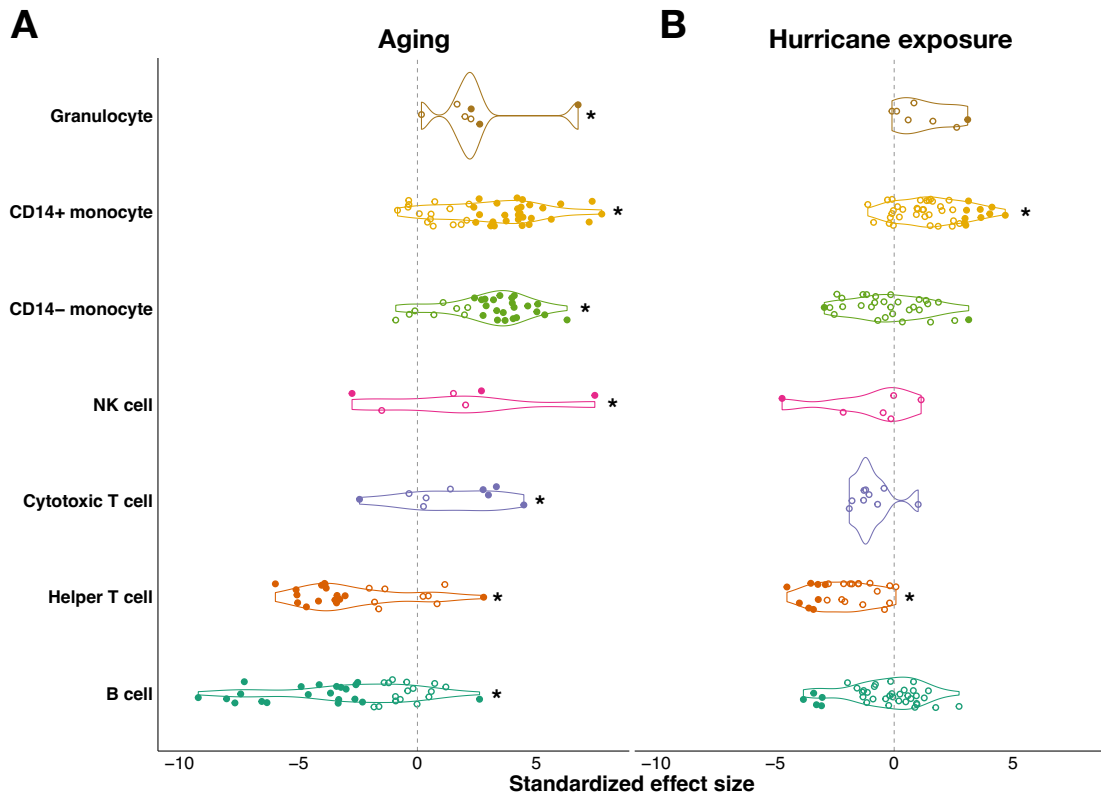 A
B
Aging
Hurricane exposure
Granulocyte
*
CD14+ monocyte
*
*
CD14− monocyte
*
NK cell
*
Cytotoxic T cell
*
Helper T cell
*
*
B cell
*
−10
−5
0
5
−10
−5
0
5
Standardized effect size